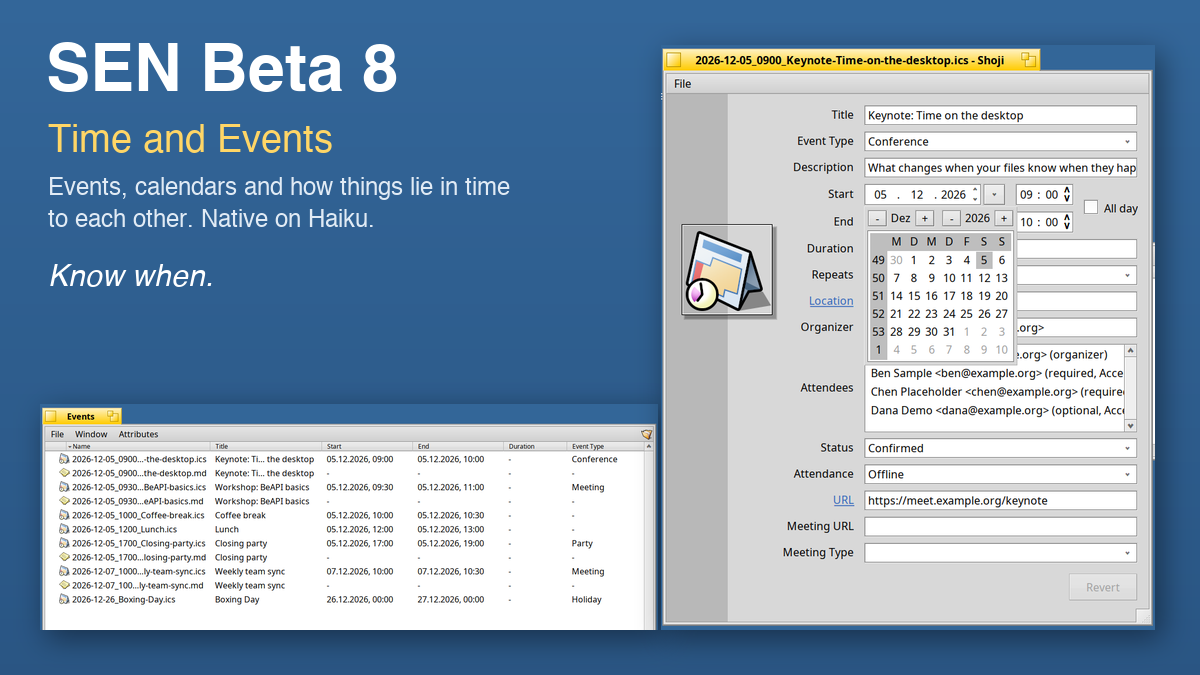 SEN Beta 8
Time and Events
Events, calendars and how things lie in time
to each other. Native on Haiku.
Know when.
2026-12-05_0900_Keynote-Time-on-the-desktop.ics - Shoji
File
Title Keynote: Time on the desktop
Event Type Conference
Description What changes when your files know when they hap
Start 05 . 12 . 2026 09 : 00
All day
End 10 : 00
- Dez + - 2026 +
M D M D F S S
49 30 1 2 3 4 5 6
50 7 8 9 10 11 12 13
51 14 15 16 17 18 19 20
52 21 22 23 24 25 26 27
53 28 29 30 31 1 2 3
1 4 5 6 7 8 9 10
Duration
Repeats
Location
Organizer .org>
Attendees
e.org> (organizer)
Ben Sample <ben@example.org> (required, Acce
Chen Placeholder <chen@example.org> (require
Dana Demo <dana@example.org> (optional, Acce
Status Confirmed
Attendance Offline
URL https://meet.example.org/keynote
Meeting URL
Meeting Type
Revert
Events
File Window Attributes
Name Title Start End Duration Event Type
2026-12-05_0900...-the-desktop.ics Keynote: Ti... the desktop 05.12.2026, 09:00 05.12.2026, 10:00 - Conference
2026-12-05_0900...the-desktop.md Keynote: Ti... the desktop - - - -
2026-12-05_0930...BeAPI-basics.ics Workshop: BeAPI basics 05.12.2026, 09:30 05.12.2026, 11:00 - Meeting
2026-12-05_0930...eAPI-basics.md Workshop: BeAPI basics - - - -
2026-12-05_1000_Coffee-break.ics Coffee break 05.12.2026, 10:00 05.12.2026, 10:30 - -
2026-12-05_1200_Lunch.ics Lunch 05.12.2026, 12:00 05.12.2026, 13:00 - -
2026-12-05_1700_Closing-party.ics Closing party 05.12.2026, 17:00 05.12.2026, 19:00 - Party
2026-12-05_1700...losing-party.md Closing party - - - -
2026-12-07_1000...ly-team-sync.ics Weekly team sync 07.12.2026, 10:00 07.12.2026, 10:30 - Meeting
2026-12-07_100...ly-team-sync.md Weekly team sync - - - -
2026-12-26_Boxing-Day.ics Boxing Day 26.12.2026, 00:00 27.12.2026, 00:00 - Holiday